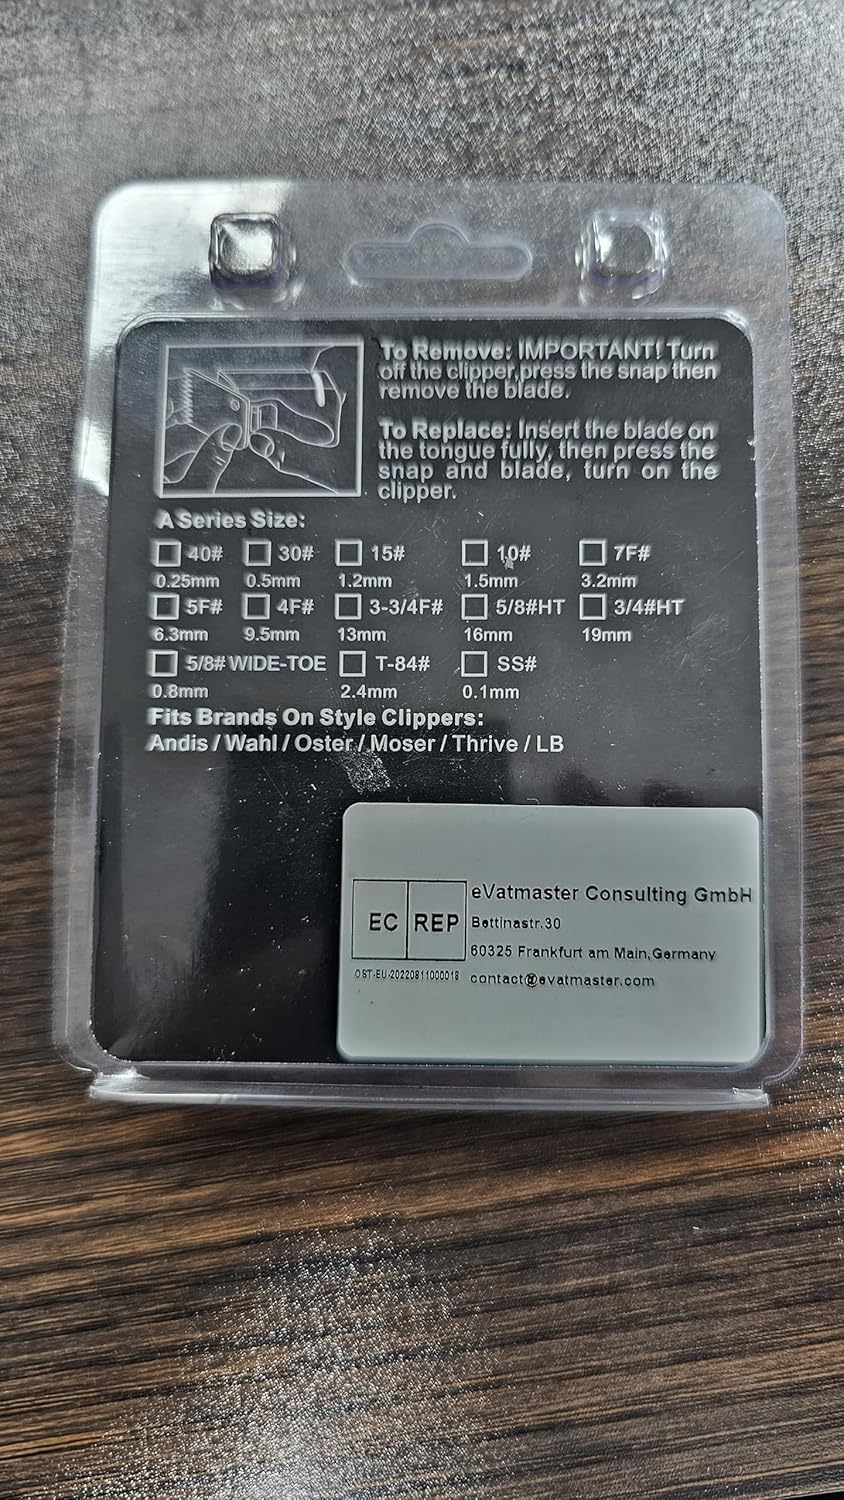 To Remove: IMPORTANT! Turn
off the clipper,press the snap then
remove the blade.
To Replace: Insert the blade on
the tongue fully, then press the
snap and blade, turn on the
clipper.
A Series Size:
40# 30# 15# 10# 7F#
0.25mm 0.5mm 1.2mm 1.5mm 3.2mm
5F# 4F# 3-3/4F# 5/8#HT 3/4#HT
6.3mm 9.5mm 13mm 16mm 19mm
5/8# WIDE-TOE T-84# SS#
0.8mm 2.4mm 0.1mm
Fits Brands On Style Clippers:
Andis / Wahl / Oster / Moser / Thrive / LB
EC REP
OST-EU-20220811000018
eVatmaster Consulting GmbH
Bettinastr.30
60325 Frankfurt am Main,Germany
contact@evatmaster.com